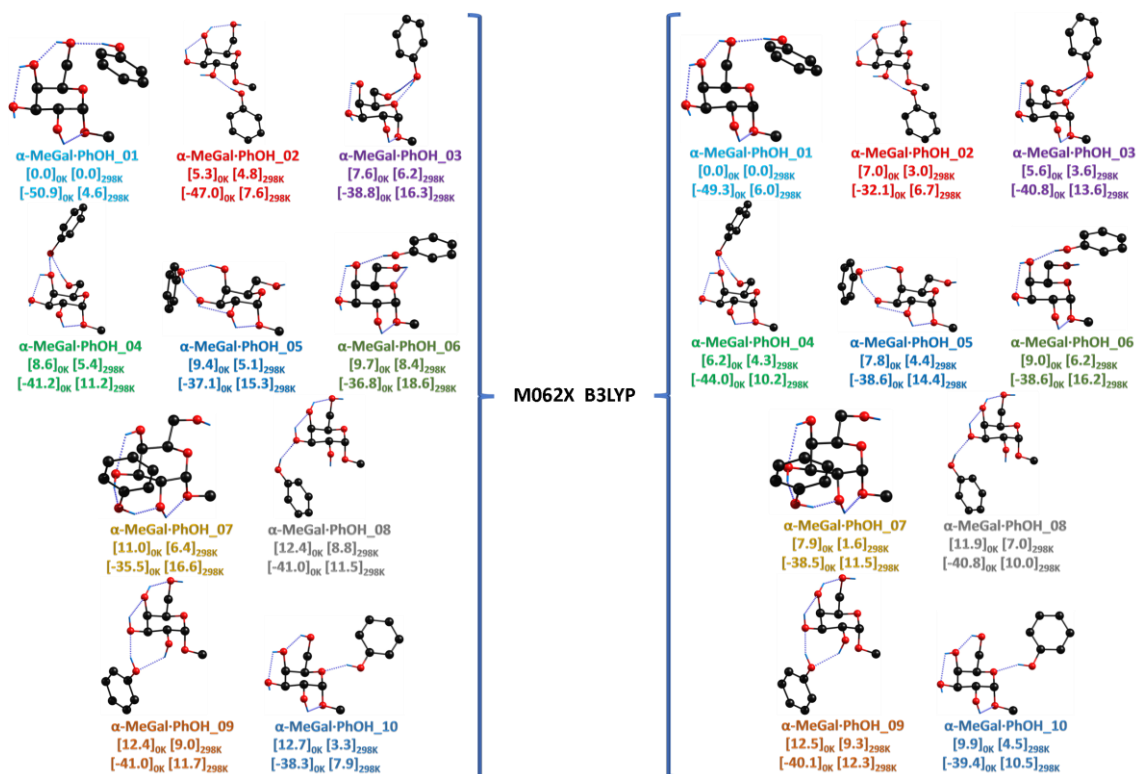 α-MeGal·PhOH_01
[0.0]0K [0.0]298K
[-50.9]0K [4.6]298K
α-MeGal·PhOH_02
[5.3]0K [4.8]298K
[-47.0]0K [7.6]298K
α-MeGal·PhOH_03
[7.6]0K [6.2]298K
[-38.8]0K [16.3]298K
α-MeGal·PhOH_04
[8.6]0K [5.4]298K
[-41.2]0K [11.2]298K
α-MeGal·PhOH_05
[9.4]0K [5.1]298K
[-37.1]0K [15.3]298K
α-MeGal·PhOH_06
[9.7]0K [8.4]298K
[-36.8]0K [18.6]298K
α-MeGal·PhOH_07
[11.0]0K [6.4]298K
[-35.5]0K [16.6]298K
α-MeGal·PhOH_08
[12.4]0K [8.8]298K
[-41.0]0K [11.5]298K
α-MeGal·PhOH_09
[12.4]0K [9.0]298K
[-41.0]0K [11.7]298K
α-MeGal·PhOH_10
[12.7]0K [3.3]298K
[-38.3]0K [7.9]298K
M062X B3LYP
α-MeGal·PhOH_01
[0.0]0K [0.0]298K
[-49.3]0K [6.0]298K
α-MeGal·PhOH_02
[7.0]0K [3.0]298K
[-32.1]0K [6.7]298K
α-MeGal·PhOH_03
[5.6]0K [3.6]298K
[-40.8]0K [13.6]298K
α-MeGal·PhOH_04
[6.2]0K [4.3]298K
[-44.0]0K [10.2]298K
α-MeGal·PhOH_05
[7.8]0K [4.4]298K
[-38.6]0K [14.4]298K
α-MeGal·PhOH_06
[9.0]0K [6.2]298K
[-38.6]0K [16.2]298K
α-MeGal·PhOH_07
[7.9]0K [1.6]298K
[-38.5]0K [11.5]298K
α-MeGal·PhOH_08
[11.9]0K [7.0]298K
[-40.8]0K [10.0]298K
α-MeGal·PhOH_09
[12.5]0K [9.3]298K
[-40.1]0K [12.3]298K
α-MeGal·PhOH_10
[9.9]0K [4.5]298K
[-39.4]0K [10.5]298K